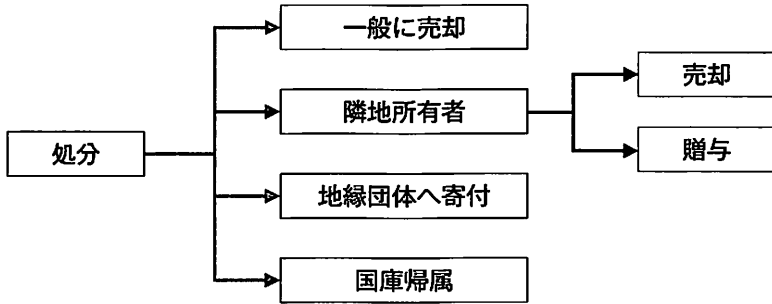 処分
一般に売却
隣地所有者
売却
贈与
地縁団体へ寄付
国庫帰属